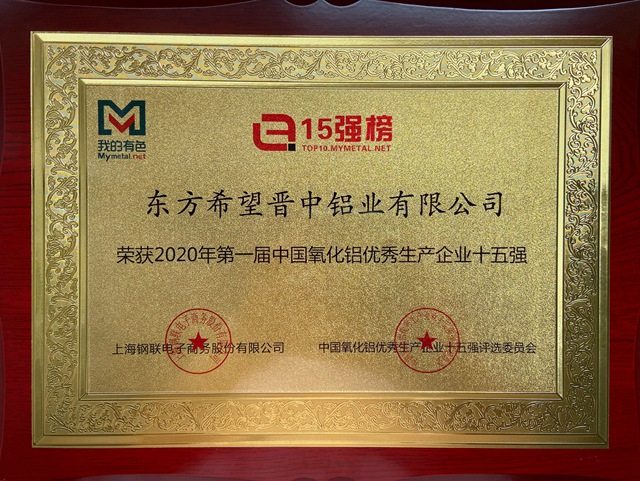 我的有色
Mymetal.net
15强榜
TOP10.MYMETAL.NET
东方希望晋中铝业有限公司
荣获2020年第一届中国氧化铝优秀生产企业十五强
上海钢联电子商务股份有限公司
中国氧化铝优秀生产企业十五强评选委员会